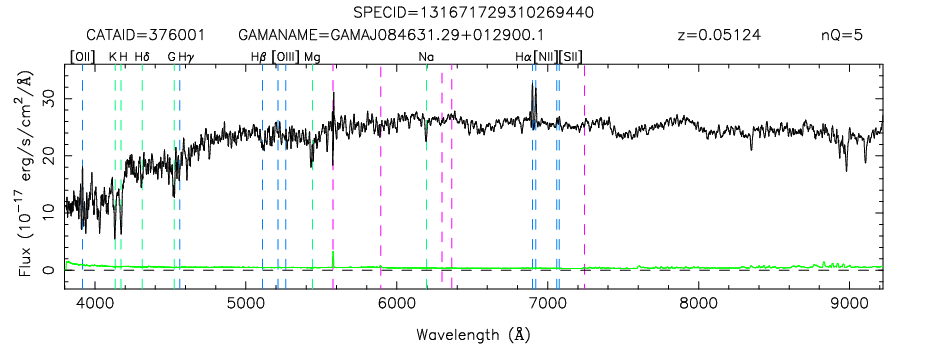 SPECID=131671729310269440
CATAID=376001 GAMANAME=GAMAJ084631.29+012900.1 z=0.05124 nQ=5
[OII] K H Hδ G Hγ Hβ [OIII] Mg Na Hα [NII] [SII]
30
20
10
0
Flux (10⁻¹⁷ erg/s/cm²/Å)
4000 5000 6000 7000 8000 9000
Wavelength (Å)